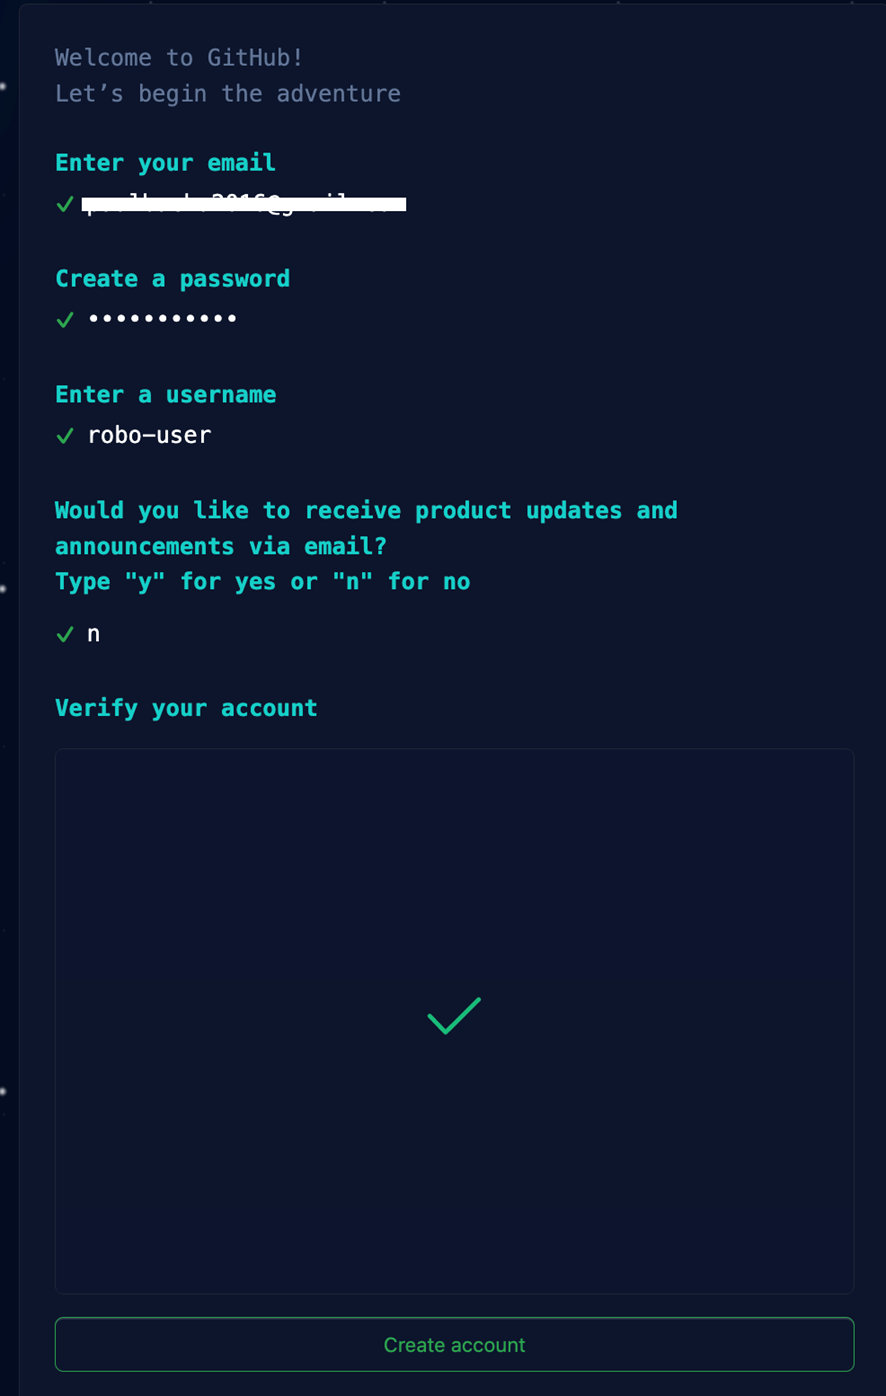 Welcome to GitHub!
Let’s begin the adventure
Enter your email
Create a password
•••••••••••
Enter a username
robo-user
Would you like to receive product updates and
announcements via email?
Type "y" for yes or "n" for no
n
Verify your account
Create account